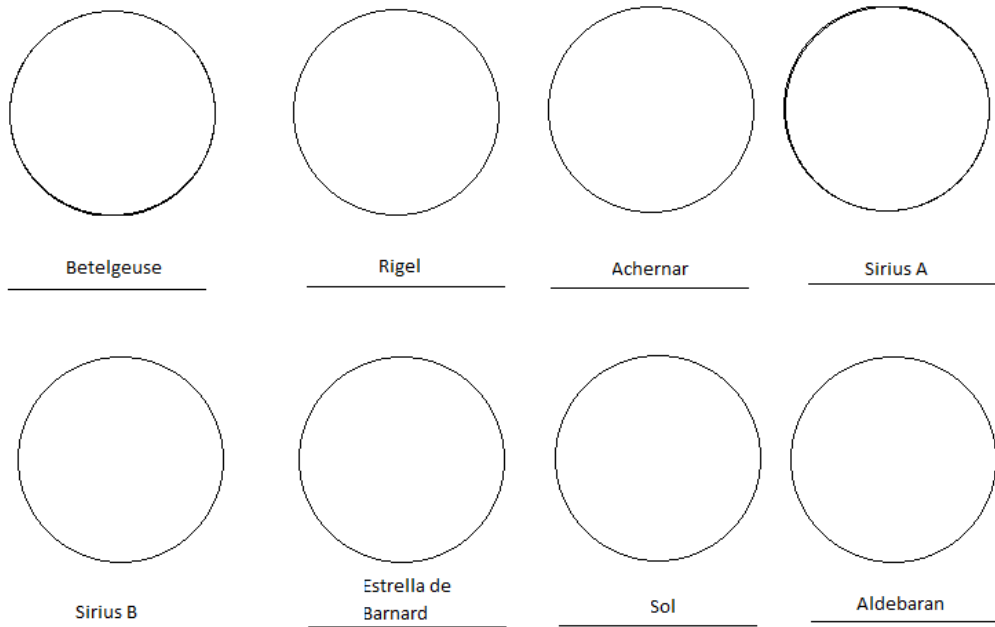 Betelgeuse
Rigel
Achernar
Sirius A
Sirius B
Estrella de
Barnard
Sol
Aldebaran